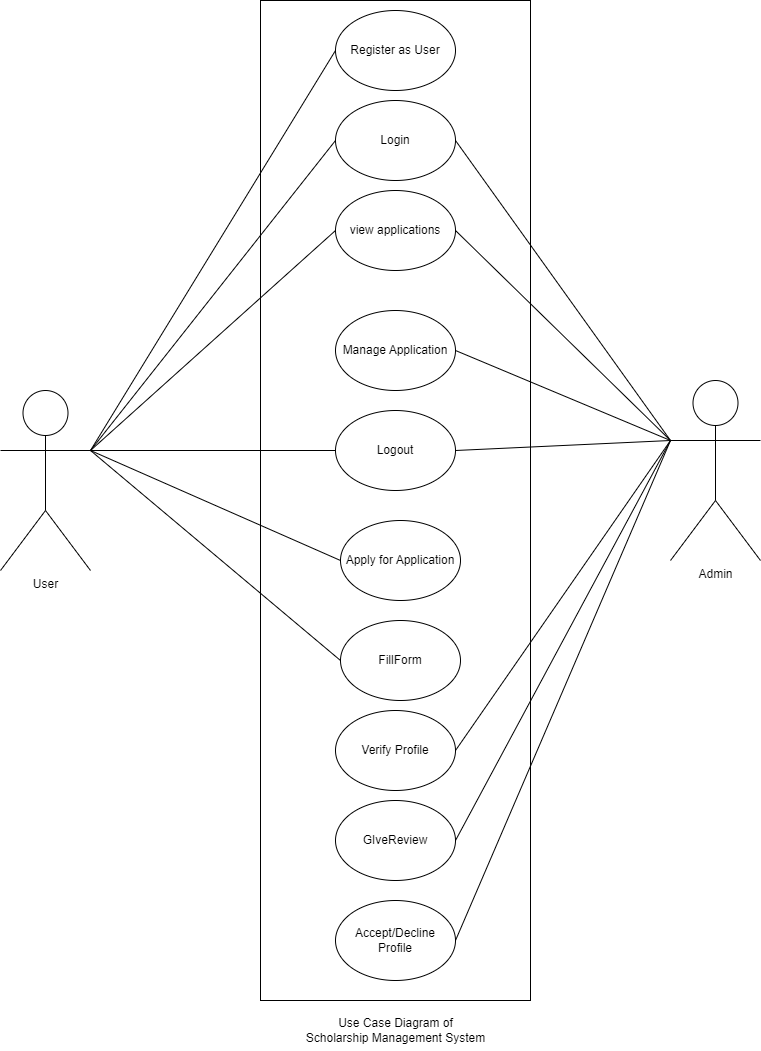 Register as User
Login
view applications
Manage Application
Logout
Apply for Application
User
Admin
FillForm
Verify Profile
GIveReview
Accept/Decline
Profile
Use Case Diagram of
Scholarship Management System